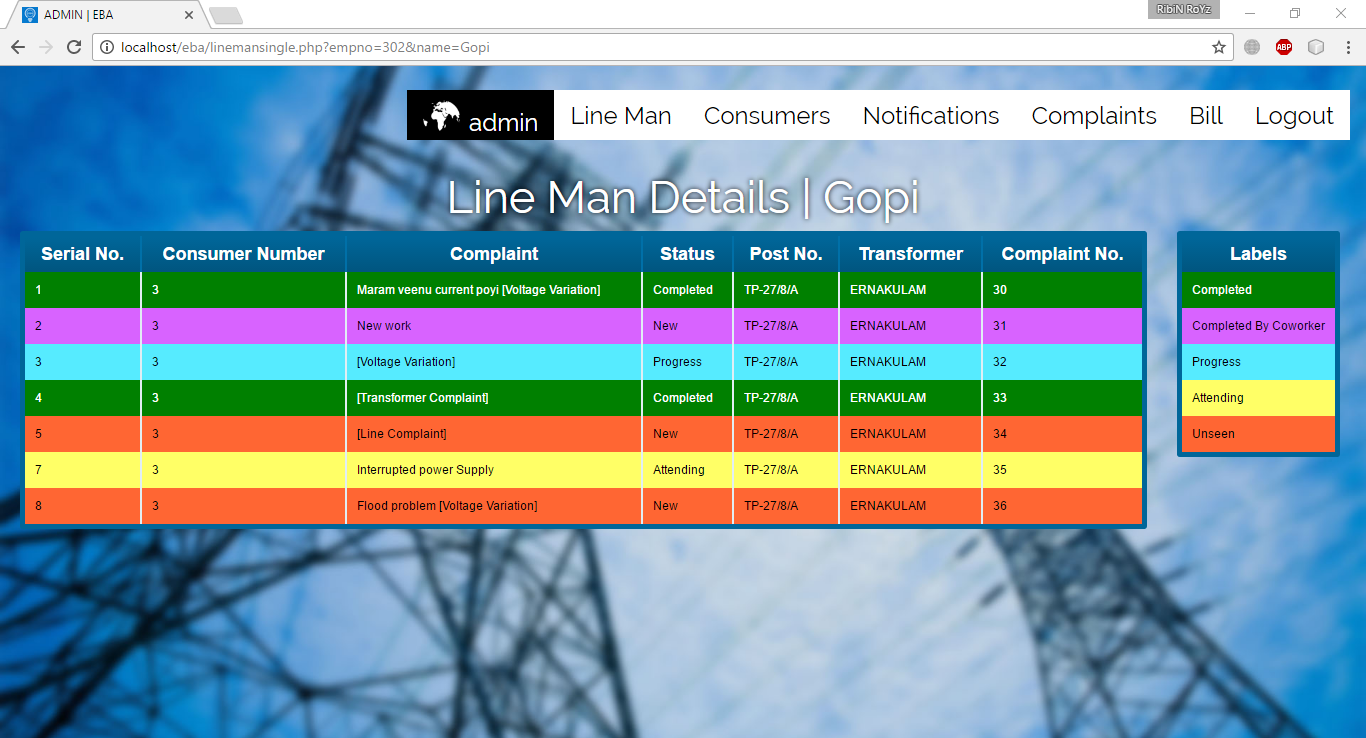 ADMIN | EBA
RibiN RoYz
localhost/eba/linemansingle.php?empno=302&name=Gopi
ABP
admin Line Man Consumers Notifications Complaints Bill Logout
Line Man Details | Gopi
Serial No. Consumer Number Complaint Status Post No. Transformer Complaint No.
1 3 Maram veenu current poyi [Voltage Variation] Completed TP-27/8/A ERNAKULAM 30
2 3 New work New TP-27/8/A ERNAKULAM 31
3 3 [Voltage Variation] Progress TP-27/8/A ERNAKULAM 32
4 3 [Transformer Complaint] Completed TP-27/8/A ERNAKULAM 33
5 3 [Line Complaint] New TP-27/8/A ERNAKULAM 34
7 3 Interrupted power Supply Attending TP-27/8/A ERNAKULAM 35
8 3 Flood problem [Voltage Variation] New TP-27/8/A ERNAKULAM 36
Labels
Completed
Completed By Coworker
Progress
Attending
Unseen